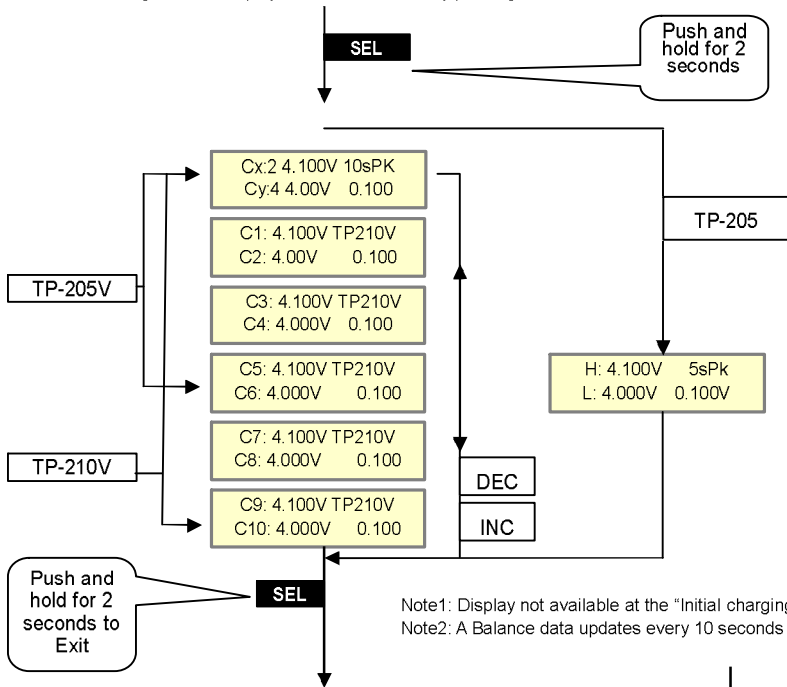 SEL
Push and
hold for 2
seconds
Cx:2 4.100V 10sPK
Cy:4 4.00V 0.100
TP-205
C1: 4.100V TP210V
C2: 4.00V 0.100
TP-205V
C3: 4.100V TP210V
C4: 4.000V 0.100
C5: 4.100V TP210V
C6: 4.000V 0.100
H: 4.100V 5sPk
L: 4.000V 0.100V
C7: 4.100V TP210V
C8: 4.000V 0.100
TP-210V
DEC
C9: 4.100V TP210V
C10: 4.000V 0.100
INC
Push and
hold for 2
seconds to
Exit
SEL
Note1: Display not available at the “Initial charging
Note2: A Balance data updates every 10 seconds